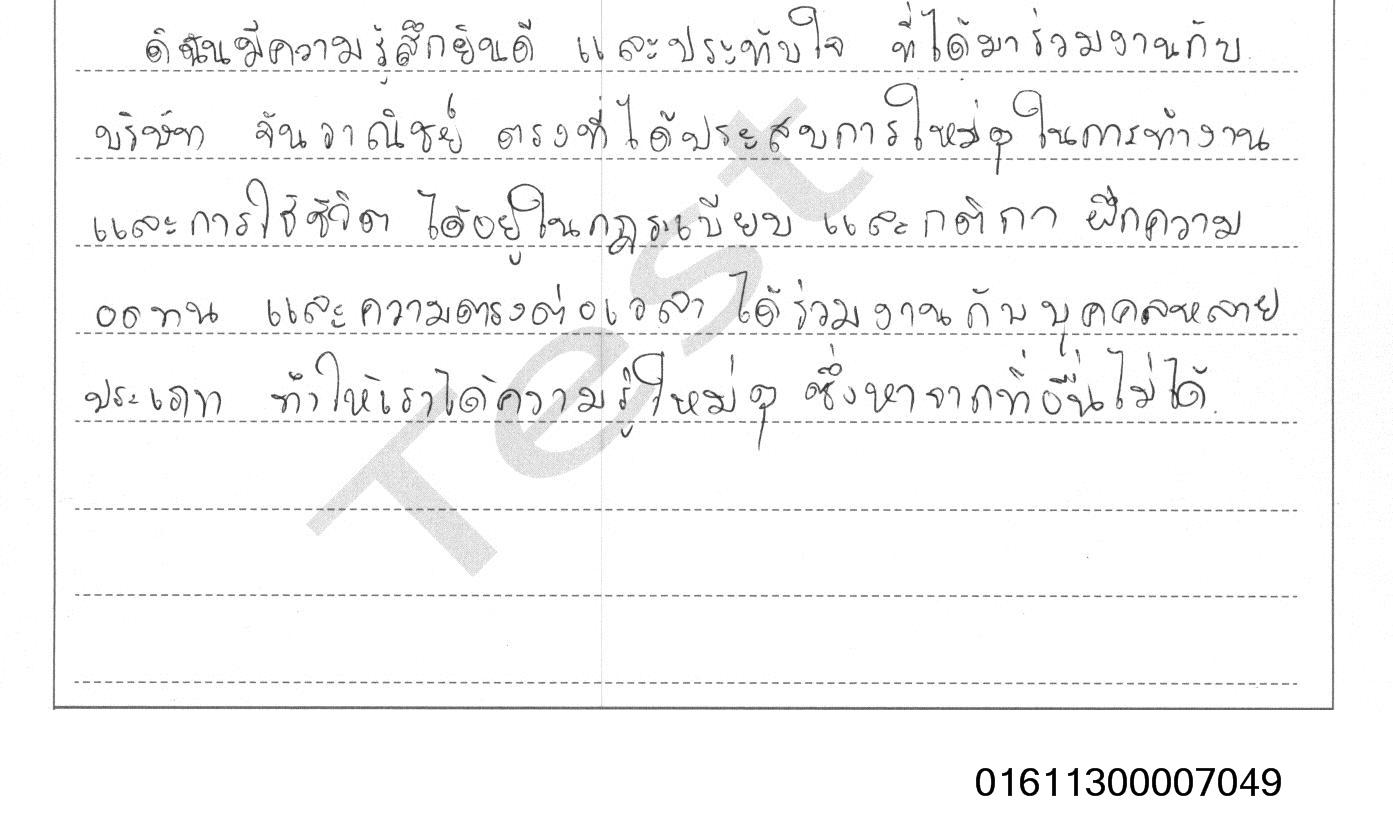 ดิฉันมีความรู้สึกยินดี และประทับใจ ที่ได้มาร่วมงานกับ
บริษัท จันวาณิชย์ ตรงที่ได้ประสบการใหม่ๆ ในการทำงาน
และการใช้ชีวิต ได้อยู่ในกฎระเบียบ และกติกา ฝึกความ
อดทน และความตรงต่อเวลา ได้ร่วมงานกับบุคคลหลาย
ประเภท ทำให้เราได้ความรู้ใหม่ๆ ซึ่งหาจากที่อื่นไม่ได้.
Test
01611300007049